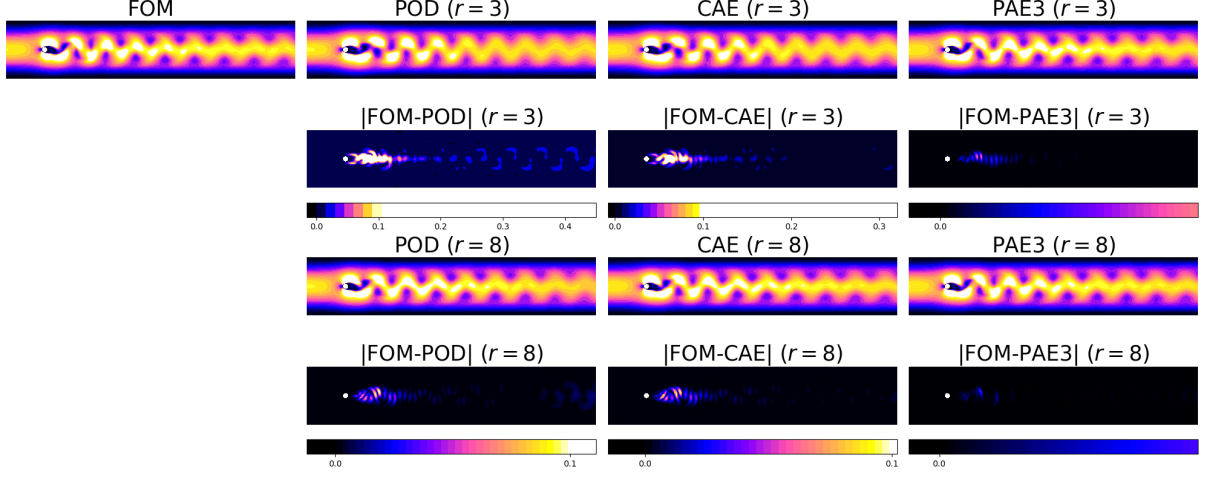 FOM POD (r = 3) CAE (r = 3) PAE3 (r = 3)
|FOM-POD| (r = 3) |FOM-CAE| (r = 3) |FOM-PAE3| (r = 3)
0.0 0.1 0.2 0.3 0.4 0.0 0.1 0.2 0.3 0.0
POD (r = 8) CAE (r = 8) PAE3 (r = 8)
|FOM-POD| (r = 8) |FOM-CAE| (r = 8) |FOM-PAE3| (r = 8)
0.0 0.1 0.0 0.1 0.0